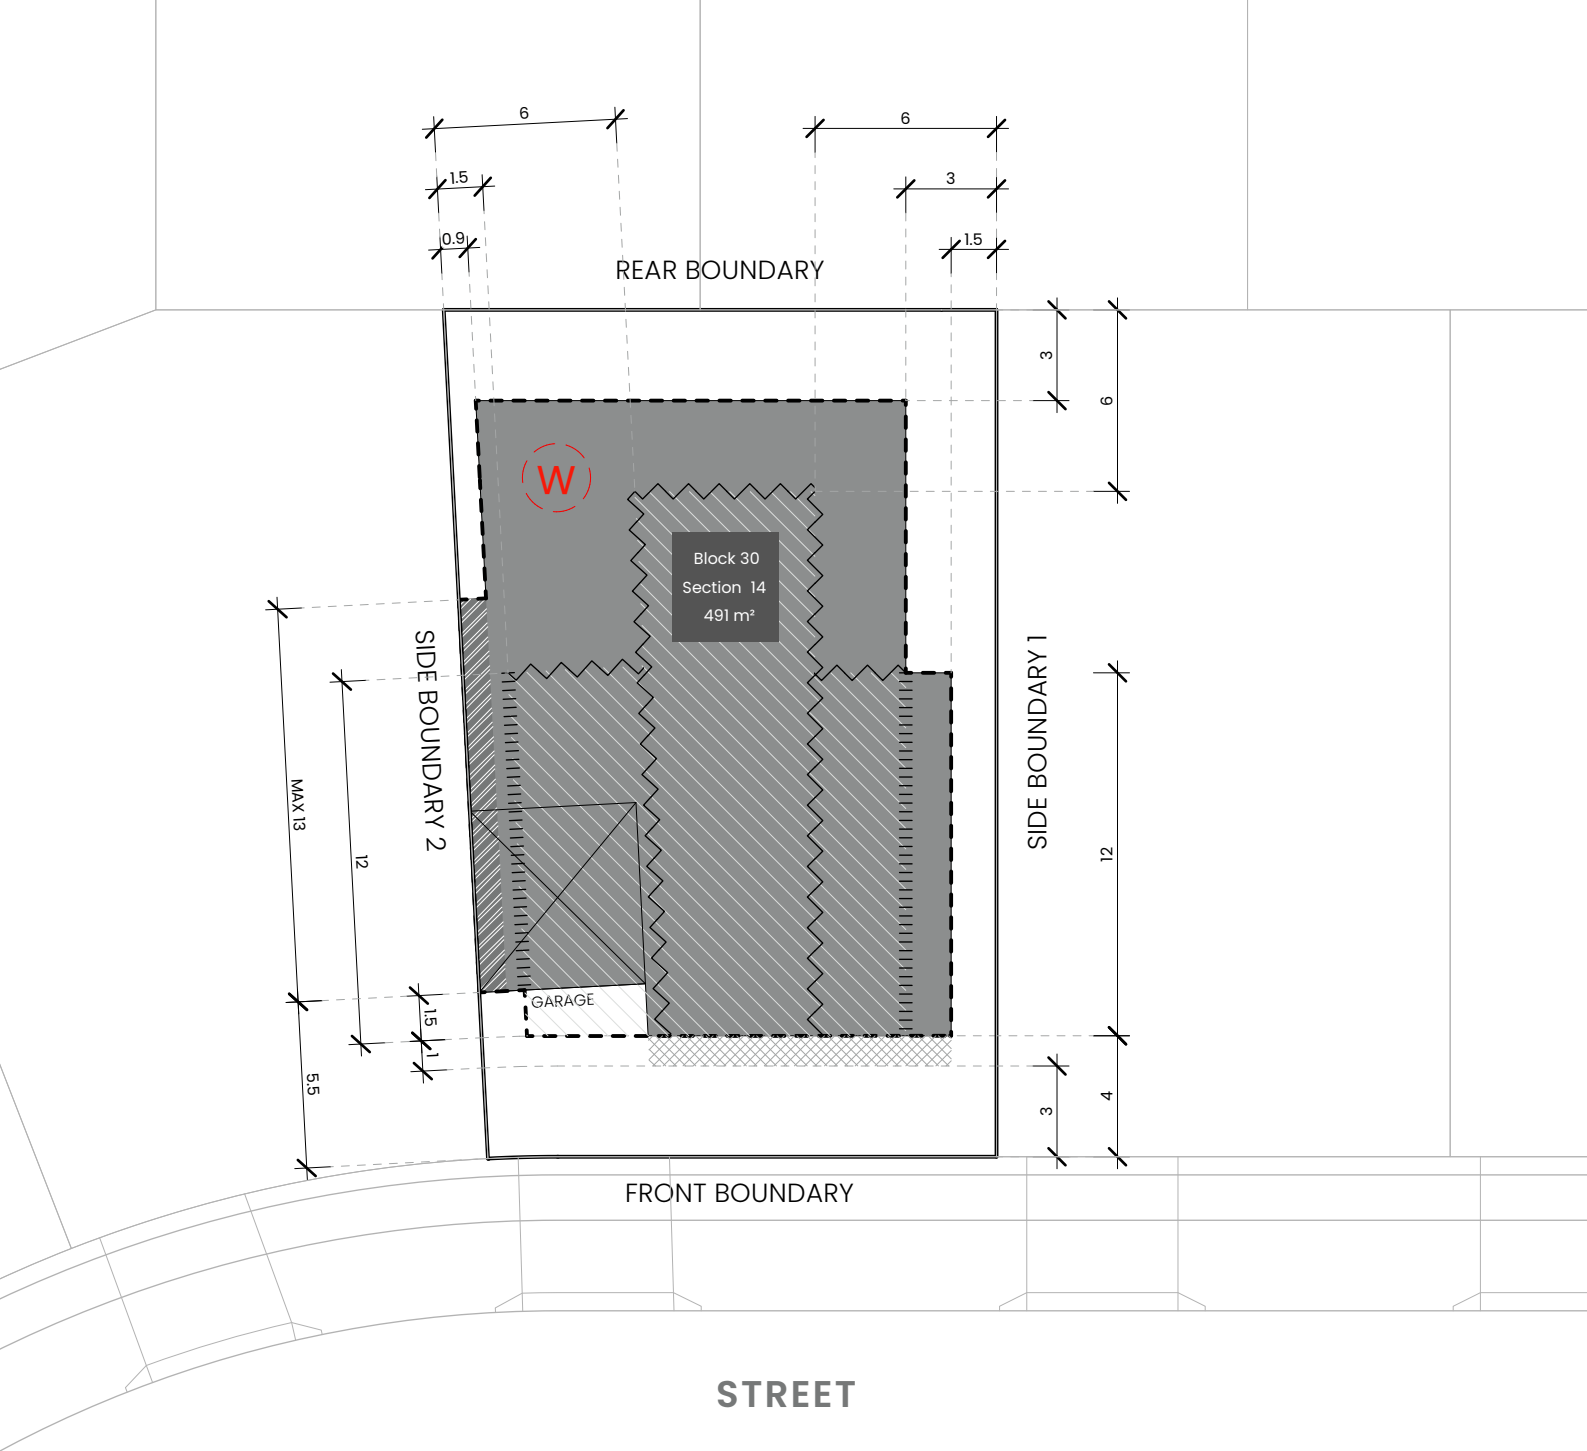 6
6
1.5
3
0.9
1.5
REAR BOUNDARY
3
6
W
Block 30
Section 14
491 m²
SIDE BOUNDARY 2
SIDE BOUNDARY 1
MAX 13
12
12
GARAGE
1.5
1
5.5
3
4
FRONT BOUNDARY
STREET